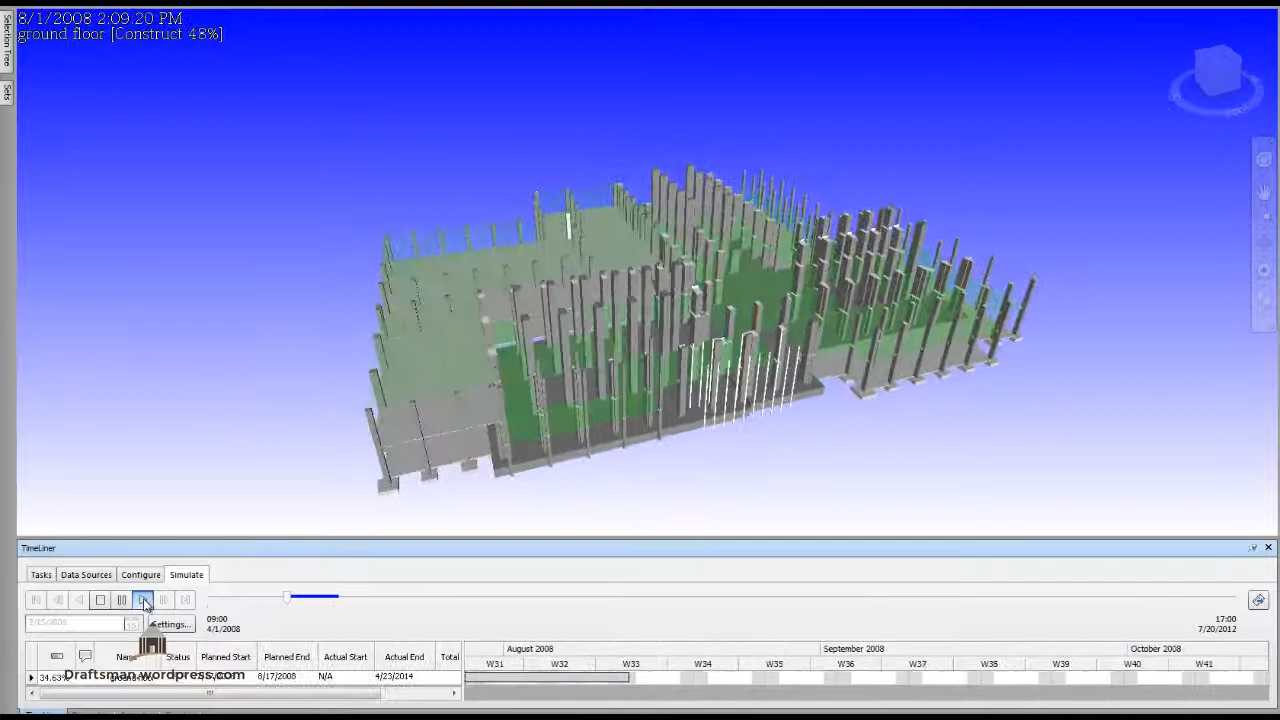 8/1/2008 2:09:20 PM
ground floor [Construct 48%]
Selection Tree
Sets
TimeLiner
Tasks Data Sources Configure Simulate
Settings...
09:00
4/1/2008
17:00
7/20/2012
Status Planned Start Planned End Actual Start Actual End Total
August 2008 September 2008 October 2008
W31 W32 W33 W34 W35 W36 W37 W38 W39 W40 W41
8/17/2008 N/A 4/23/2014
Draftsman.wordpress.com